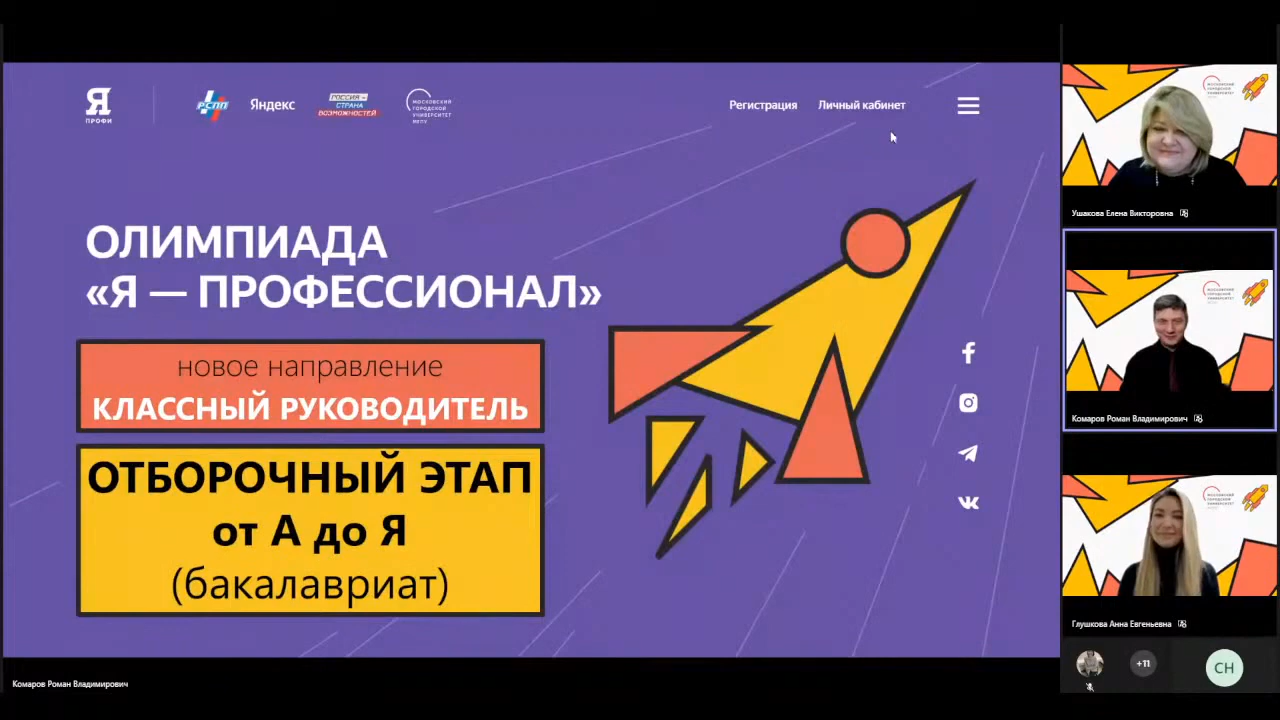 Я
ПРОФИ
РСПП
Яндекс
РОССИЯ –
СТРАНА
ВОЗМОЖНОСТЕЙ
МОСКОВСКИЙ
ГОРОДСКОЙ
УНИВЕРСИТЕТ
МГПУ
Регистрация
Личный кабинет
ОЛИМПИАДА
«Я — ПРОФЕССИОНАЛ»
новое направление
КЛАССНЫЙ РУКОВОДИТЕЛЬ
ОТБОРОЧНЫЙ ЭТАП
от А до Я
(бакалавриат)
Комаров Роман Владимирович
Ушакова Елена Викторовна
Комаров Роман Владимирович
Глушкова Анна Евгеньевна
+11
СН